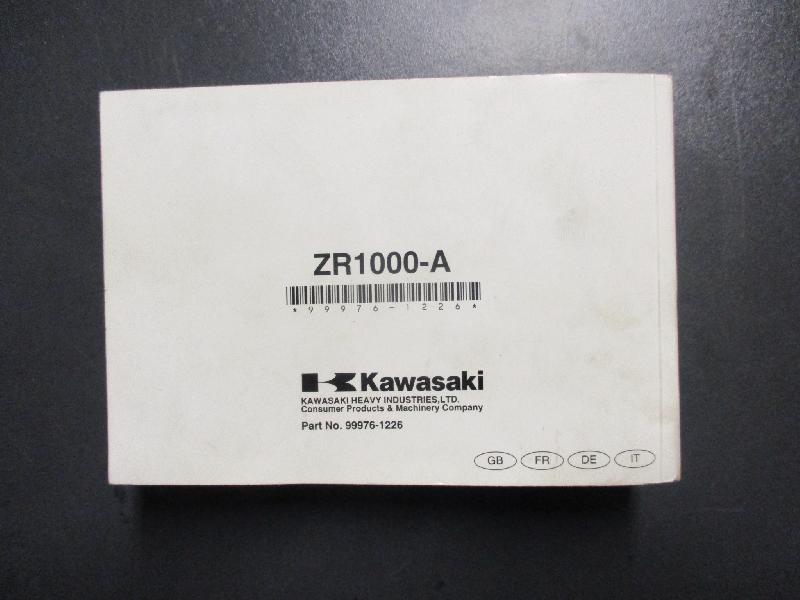 ZR1000-A
*99976-1226*
Kawasaki
KAWASAKI HEAVY INDUSTRIES,LTD.
Consumer Products & Machinery Company
Part No. 99976-1226
GB FR DE IT